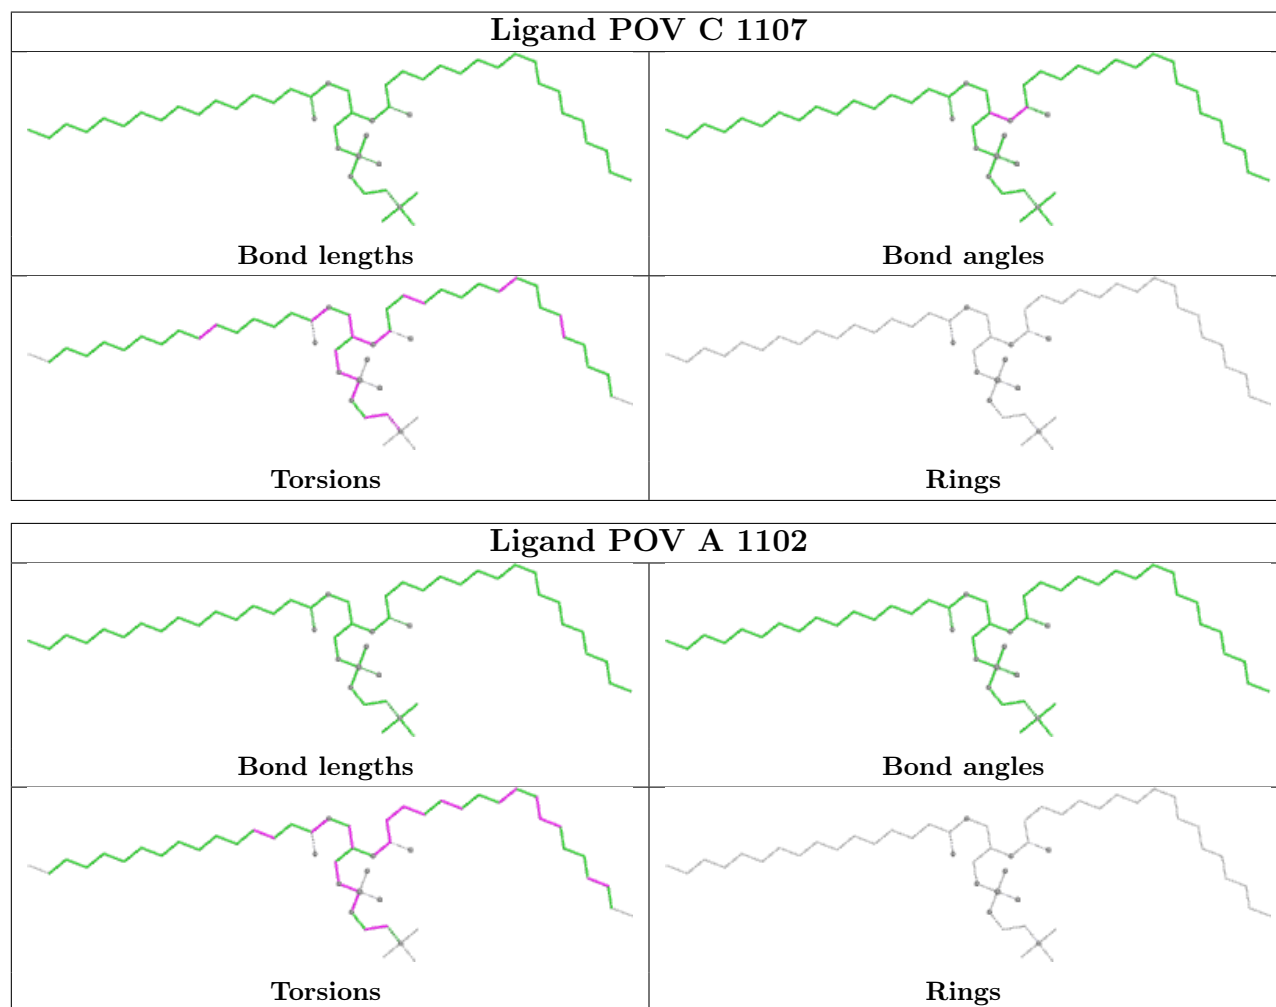 Ligand POV C 1107
Bond lengths
Bond angles
Torsions
Rings
Ligand POV A 1102
Bond lengths
Bond angles
Torsions
Rings